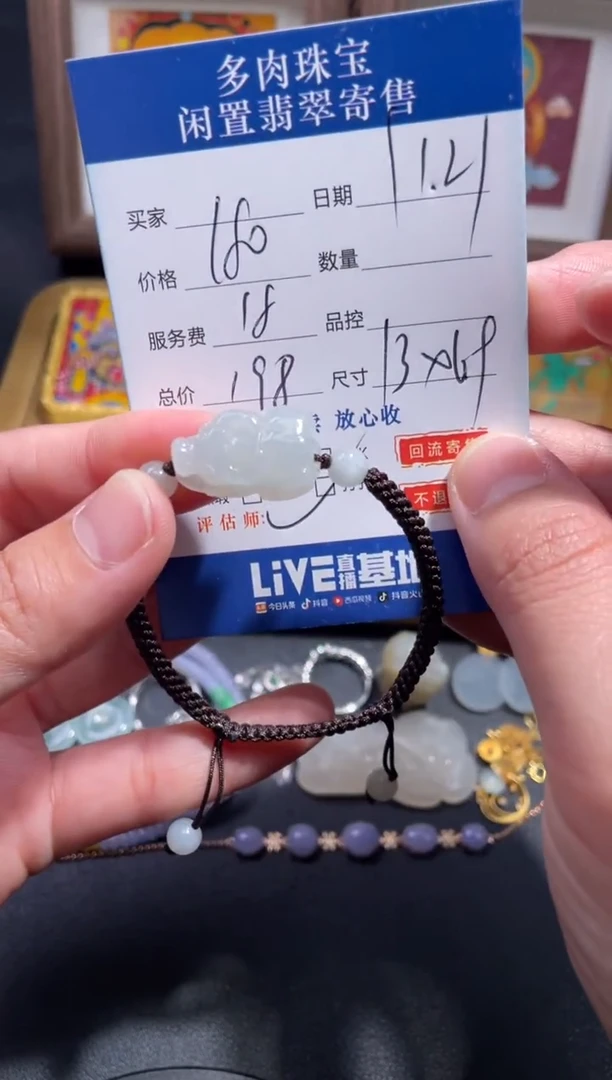 多肉珠宝
闲置翡翠寄售
买家 日期 1.21
价格 180 数量
服务费 18 品控
总价 198 尺寸
放心收
回流寄售
不退
评估师:
LiVE直播基地
今日头条 抖音 西瓜视频 抖音火山